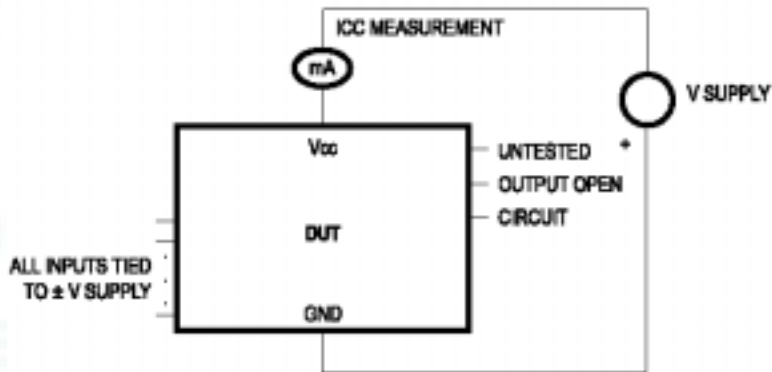 ICC MEASUREMENT
mA
V SUPPLY
+
Vcc
UNTESTED
OUTPUT OPEN
CIRCUIT
DUT
ALL INPUTS TIED
TO ± V SUPPLY
GND